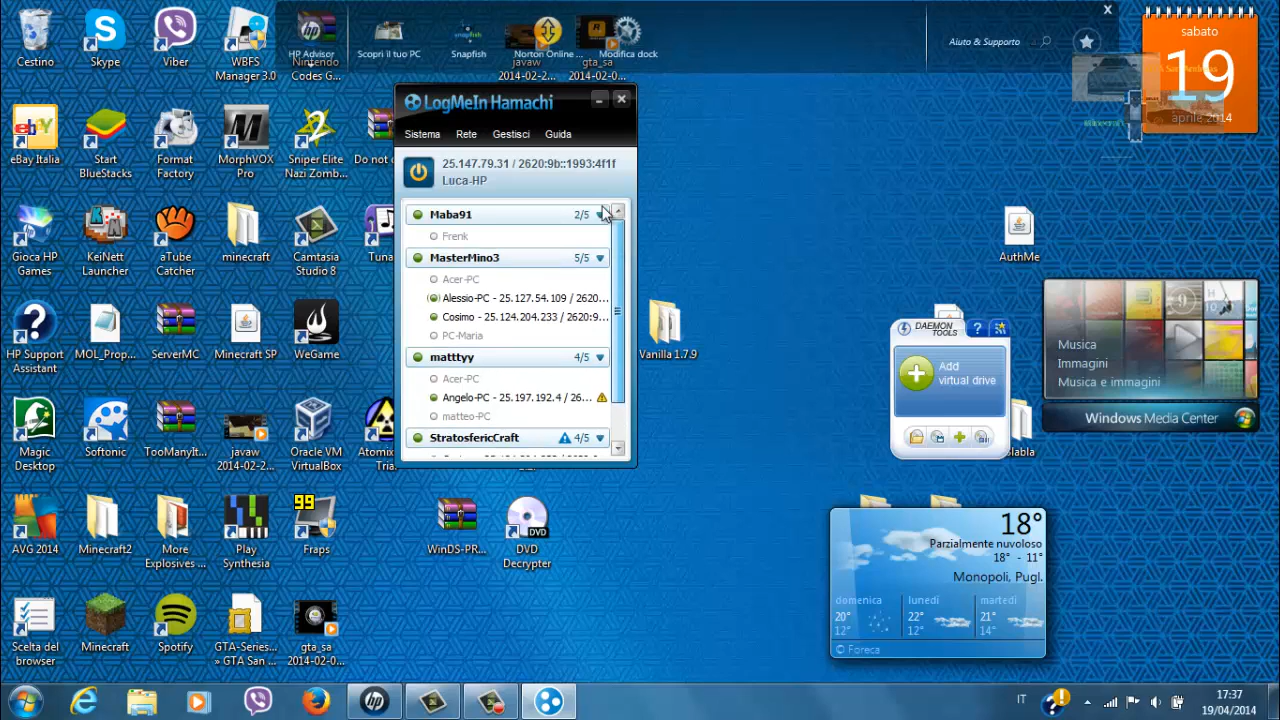 Cestino
Skype
Viber
WBFS
Manager 3.0
HP Advisor
Nintendo
Codes G...
Scopri il tuo PC
Snapfish
Norton Online ...
javaw
2014-02-2...
Modifica dock
gta_sa
2014-02-0...
Aiuto & Supporto
X
sabato
19
aprile 2014
eBay Italia
Start
BlueStacks
Format
Factory
MorphVOX
Pro
Sniper Elite
Nazi Zomb...
Do not
LogMeIn Hamachi
Sistema
Rete
Gestisci
Guida
25.147.79.31 / 2620:9b::1993:4f1f
Luca-HP
Maba91
2/5
Frenk
MasterMino3
5/5
Acer-PC
Alessio-PC - 25.127.54.109 / 2620...
Cosimo - 25.124.204.233 / 2620:9...
PC-Maria
matttyy
4/5
Acer-PC
Angelo-PC - 25.197.192.4 / 26...
matteo-PC
StratosfericCraft
4/5
Gioca HP
Games
KeiNett
Launcher
aTube
Catcher
minecraft
Camtasia
Studio 8
Tuna
AuthMe
HP Support
Assistant
MOL_Prop...
ServerMC
Minecraft SP
WeGame
Vanilla 1.7.9
DAEMON
TOOLS
Add
virtual drive
Musica
Immagini
Musica e immagini
Windows Media Center
Magic
Desktop
Softonic
TooManyIt...
javaw
2014-02-2...
Oracle VM
VirtualBox
Atomix
Tria
blabla
AVG 2014
Minecraft2
More
Explosives ...
Play
Synthesia
99
Fraps
WinDS-PR...
DVD
DVD
Decrypter
18°
Parzialmente nuvoloso
18° - 11°
Monopoli, Pugl.
domenica
lunedì
martedì
20°
22°
21°
12°
12°
14°
© Foreca
Scelta del
browser
Minecraft
Spotify
GTA-Series...
» GTA San ...
gta_sa
2014-02-0...
IT
17:37
19/04/2014